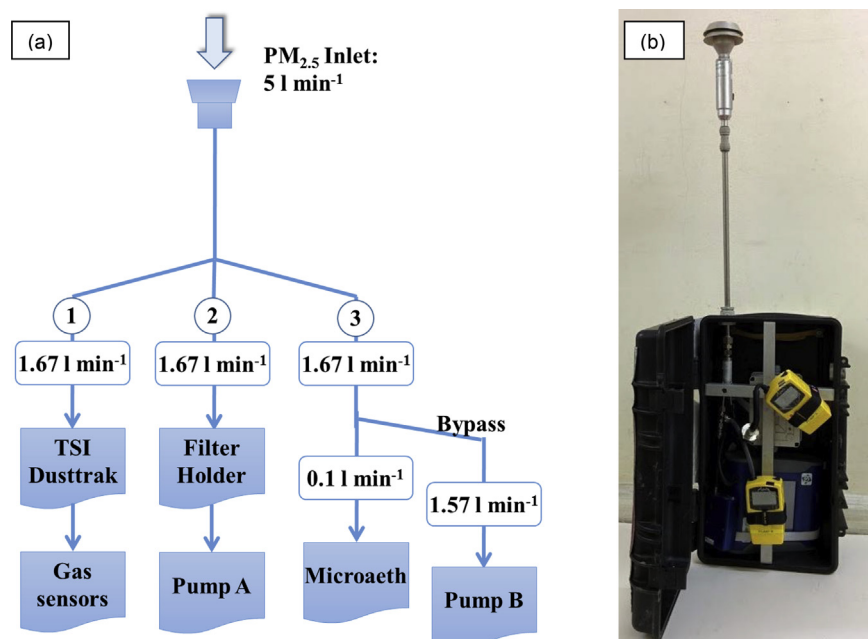 (a)
PM2.5 Inlet:
5 l min-1
1
2
3
1.67 l min-1
1.67 l min-1
1.67 l min-1
Bypass
TSI
Dusttrak
Filter
Holder
0.1 l min-1
1.57 l min-1
Gas
sensors
Pump A
Microaeth
Pump B
(b)